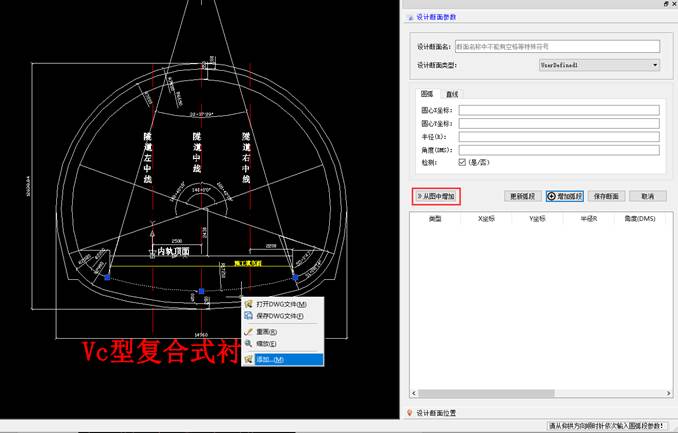 设计断面参数
设计断面名: 断面名称中不能有空格等特殊符号
设计断面类型: UserDefined1
圆弧 直线
圆心X坐标:
圆心Y坐标:
半径(R):
角度(DMS):
检测: (是/否)
>从图中增加 更新弧段 增加弧段 保存断面 取消
类型 X坐标 Y坐标 半径R 角度(DMS)
隧道左中线
隧道中线
隧道右中线
2500
2200
内轨顶面
施工填充面
14960
打开DWG文件(M)
保存DWG文件(F)
重画(R)
缩放(E)
添加...(M)
Vc型复合式衬
设计断面位置
请从仰拱方向顺时针依次输入圆弧段参数!